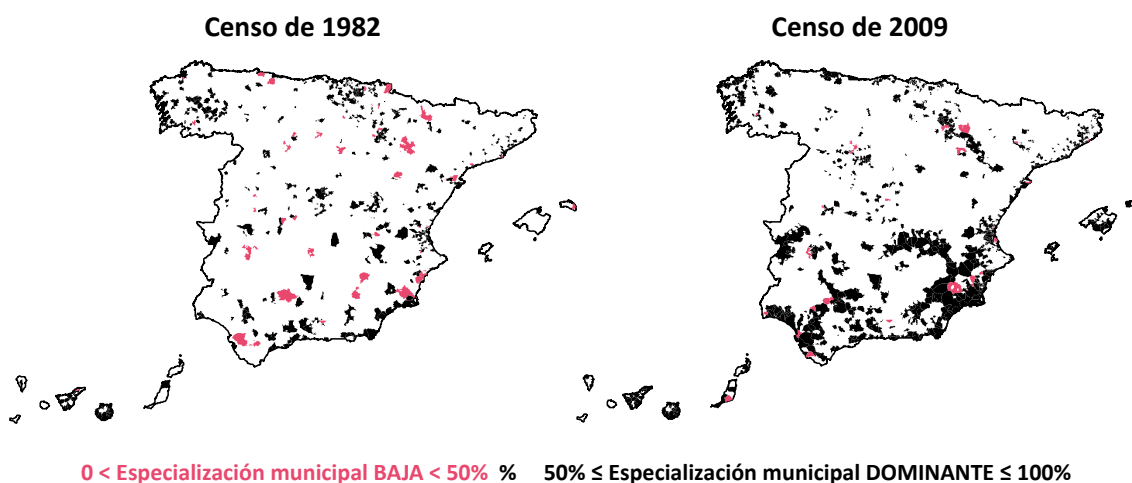 Censo de 1982
Censo de 2009
0 < Especialización municipal BAJA < 50% % 50% ≤ Especialización municipal DOMINANTE ≤ 100%